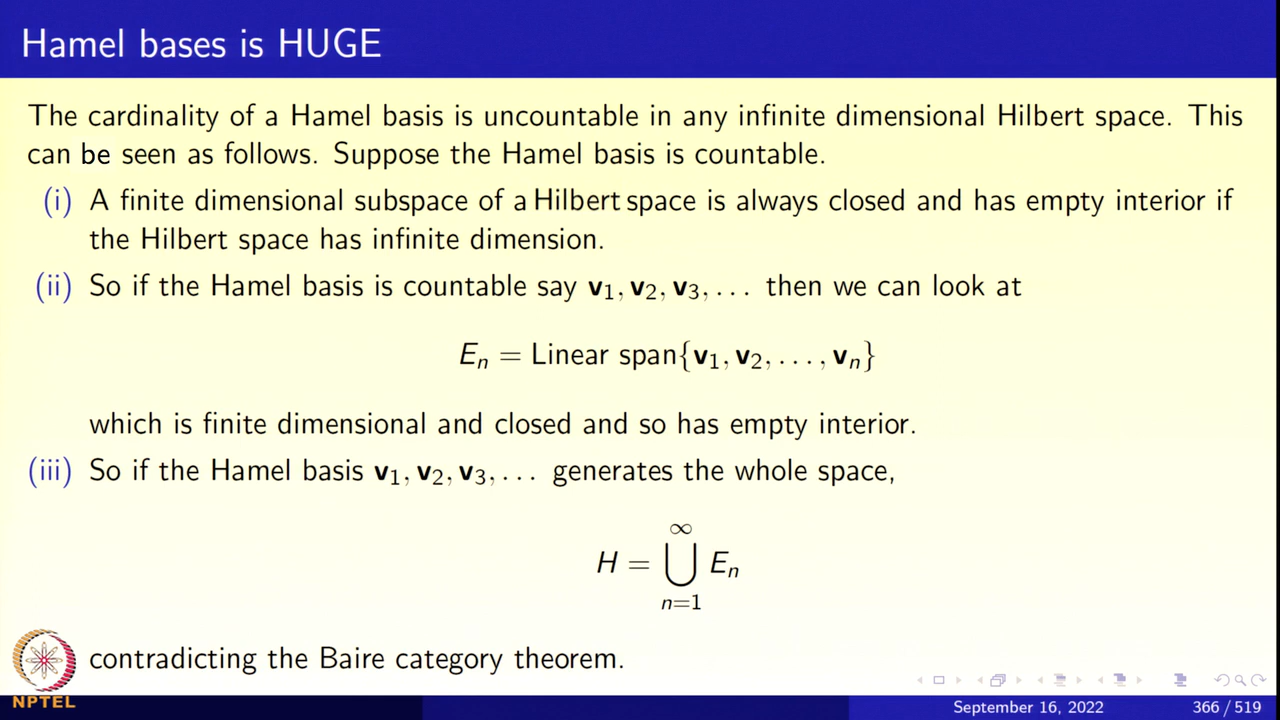 Hamel bases is HUGE
The cardinality of a Hamel basis is uncountable in any infinite dimensional Hilbert space. This
can be seen as follows. Suppose the Hamel basis is countable.
(i) A finite dimensional subspace of a Hilbert space is always closed and has empty interior if
the Hilbert space has infinite dimension.
(ii) So if the Hamel basis is countable say v₁, v₂, v₃, . . . then we can look at
Eₙ = Linear span{v₁, v₂, . . . , vₙ}
which is finite dimensional and closed and so has empty interior.
(iii) So if the Hamel basis v₁, v₂, v₃, . . . generates the whole space,
∞
H = ⋃ Eₙ
n=1
contradicting the Baire category theorem.
NPTEL
September 16, 2022 366 / 519